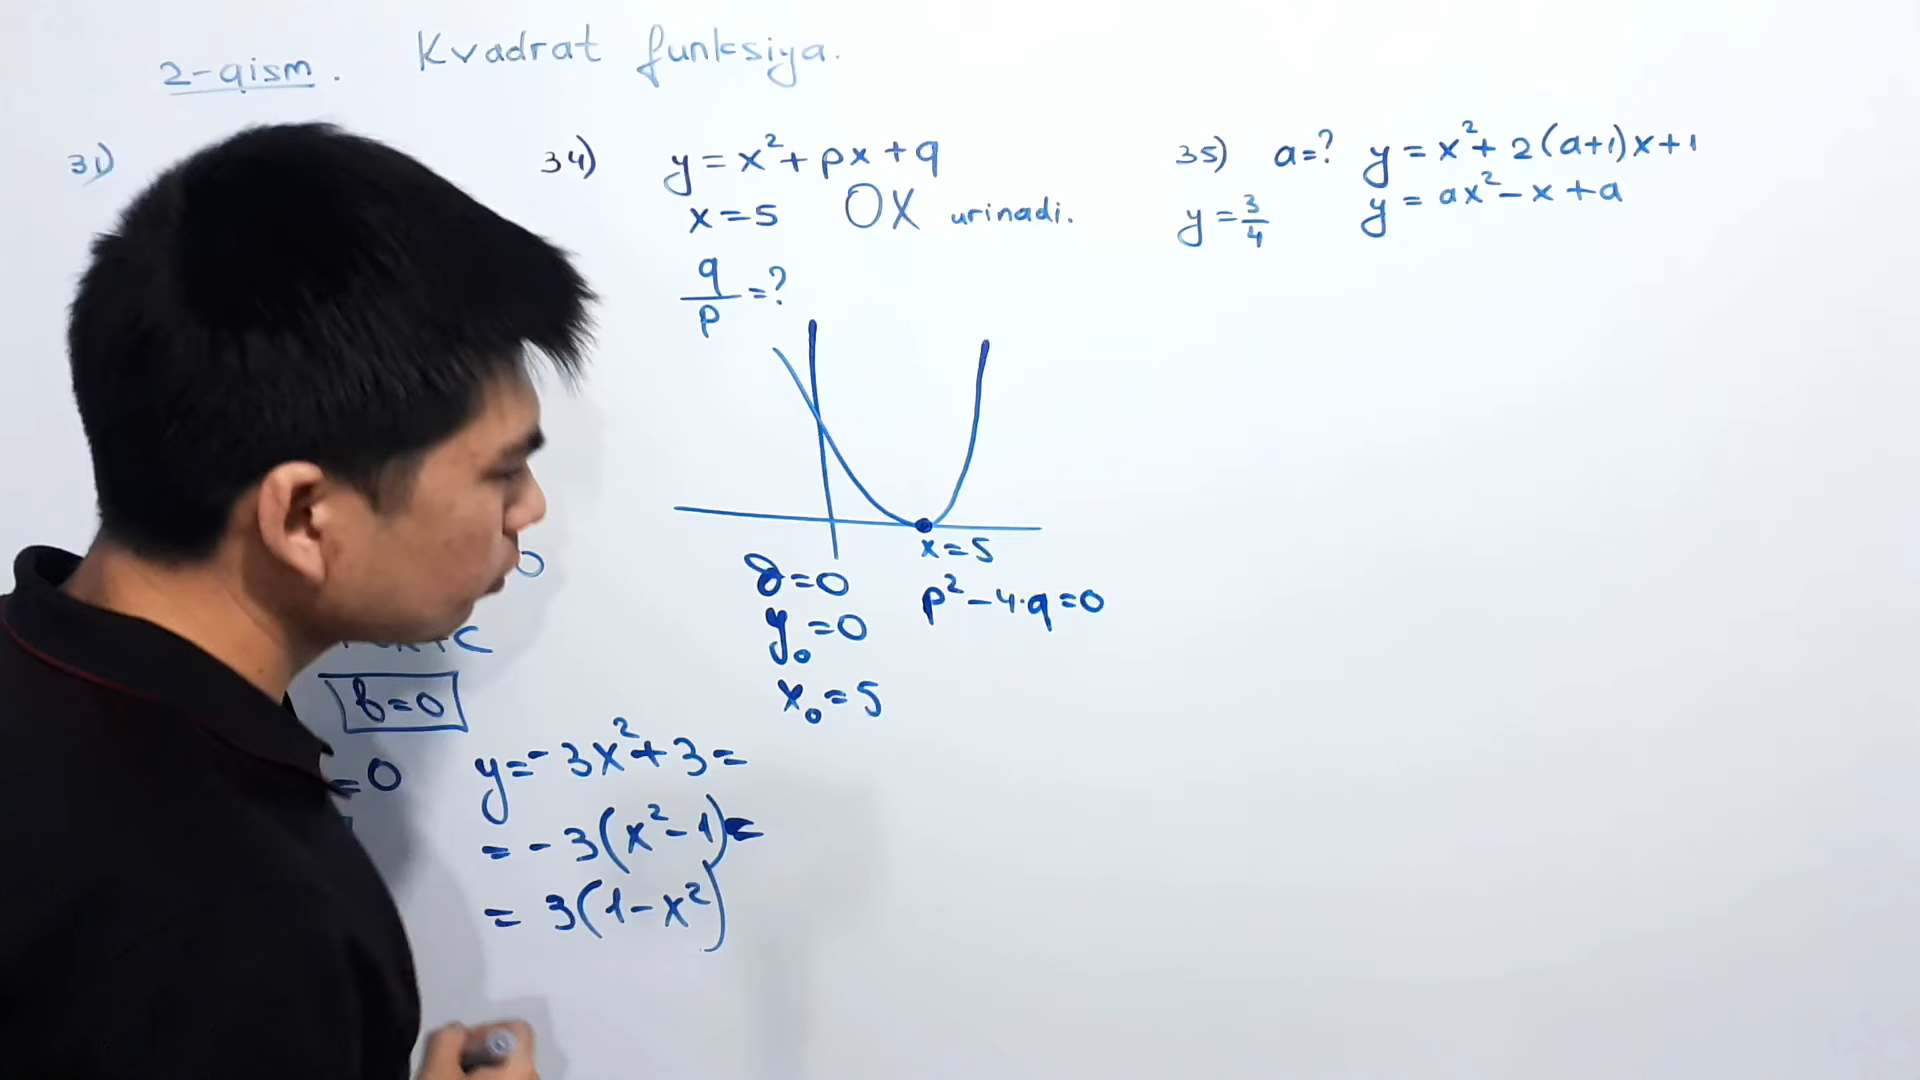 2-qism. Kvadrat funksiya.
31)
34) y = x² + px + q
x = 5 OX urinadi.
q/p = ?
x = 5
D = 0
p² - 4·q = 0
y₀ = 0
x₀ = 5
b = 0
= 0
y = -3x² + 3 =
= -3(x² - 1) =
= 3(1 - x²)
35) a = ? y = x² + 2(a+1)x + 1
y = 3/4 y = ax² - x + a